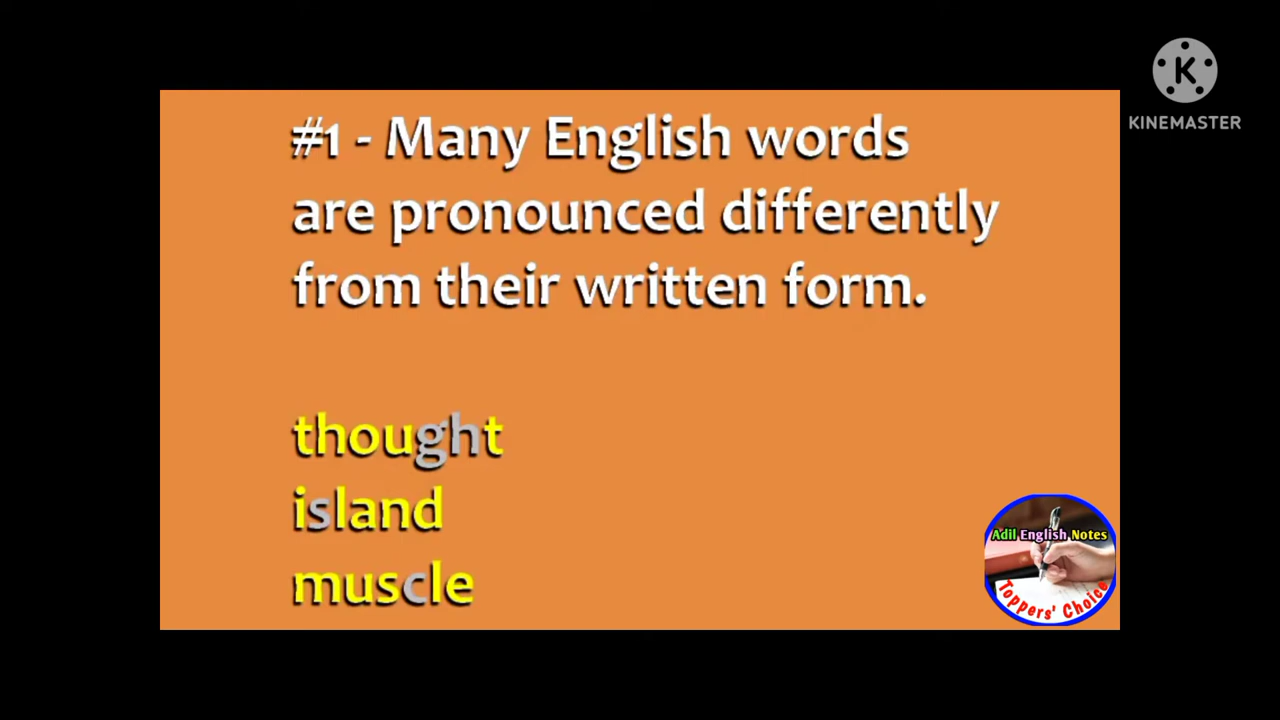 #1 - Many English words
are pronounced differently
from their written form.
thought
island
muscle
KINEMASTER
Adil English Notes
Toppers' Choice